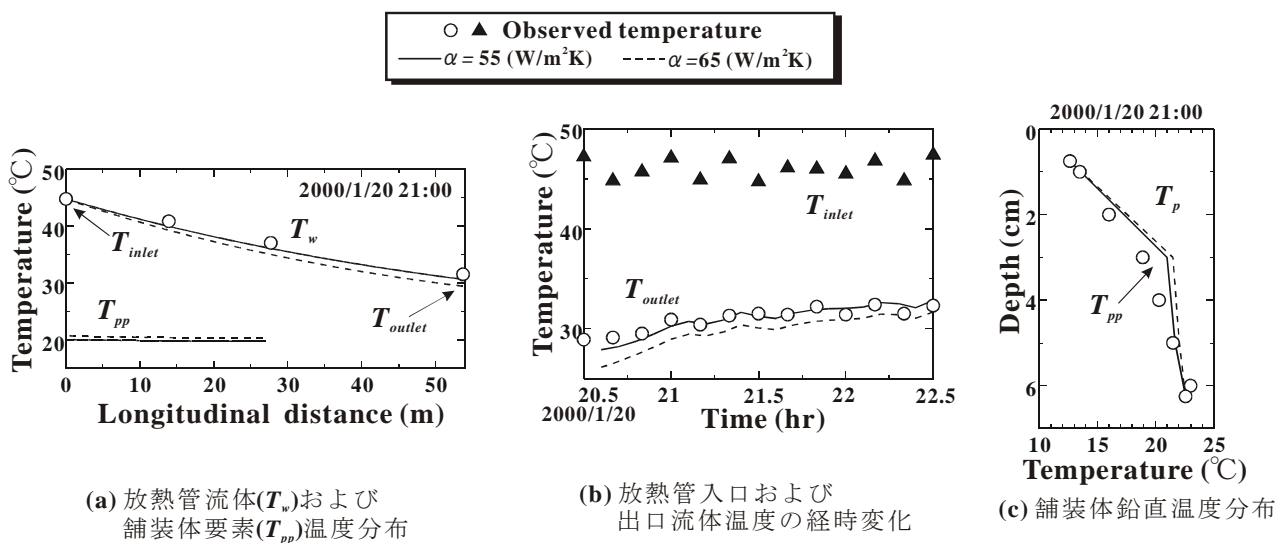 ○ ▲ Observed temperature
α = 55 (W/m²K) α =65 (W/m²K)
2000/1/20 21:00
Temperature (℃)
50
40
30
20
T_w
T_inlet
T_pp
T_outlet
0 10 20 30 40 50
Longitudinal distance (m)
(a) 放熱管流体(T_w)および
舗装体要素(T_pp)温度分布
Temperature (℃)
50
40
30
T_inlet
T_outlet
20.5 21 21.5 22 22.5
2000/1/20
Time (hr)
(b) 放熱管入口および
出口流体温度の経時変化
2000/1/20 21:00
Depth (cm)
0
2
4
6
T_p
T_pp
10 15 20 25
Temperature (℃)
(c) 舗装体鉛直温度分布